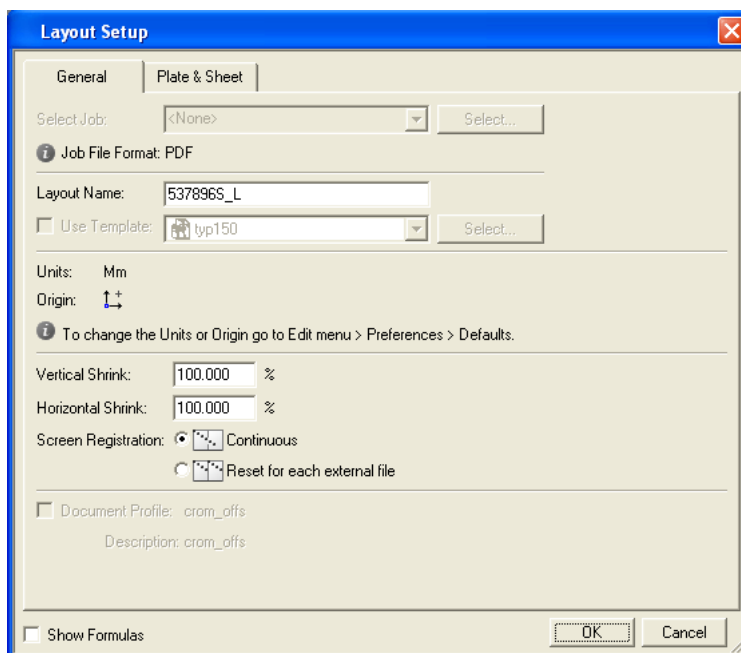 Layout Setup
General
Plate & Sheet
Select Job: <None> Select...
Job File Format: PDF
Layout Name: 537896S_L
Use Template: typ150 Select...
Units: Mm
Origin:
To change the Units or Origin go to Edit menu > Preferences > Defaults.
Vertical Shrink: 100.000 %
Horizontal Shrink: 100.000 %
Screen Registration: Continuous
Reset for each external file
Document Profile: crom_offs
Description: crom_offs
Show Formulas OK Cancel